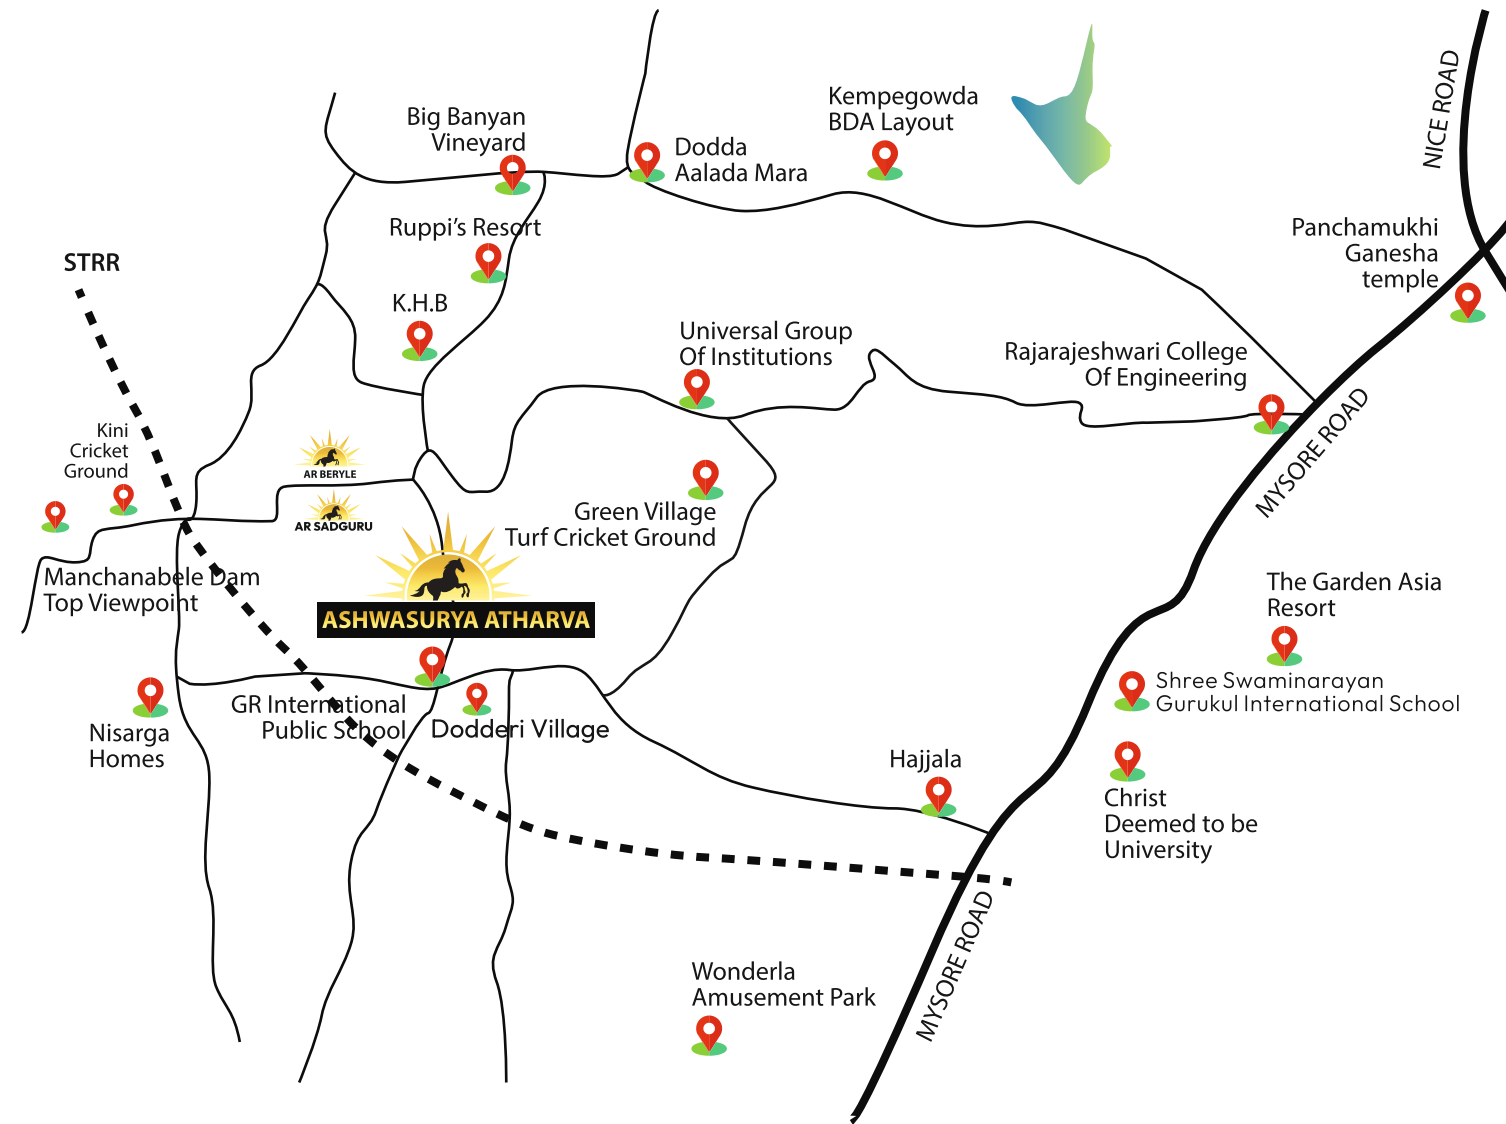 NICE ROAD
Kempegowda
BDA Layout
Big Banyan
Vineyard
Dodda
Aalada Mara
Ruppi's Resort
Panchamukhi
Ganesha
temple
STRR
K.H.B
Universal Group
Of Institutions
Rajarajeshwari College
Of Engineering
MYSORE ROAD
Kini
Cricket
Ground
AR BERYLE
AR SADGURU
Green Village
Turf Cricket Ground
Manchanabele Dam
Top Viewpoint
ASHWASURYA ATHARVA
The Garden Asia
Resort
Shree Swaminarayan
Gurukul International School
GR International
Public School
Dodderi Village
Nisarga
Homes
Hajjala
Christ
Deemed to be
University
MYSORE ROAD
Wonderla
Amusement Park